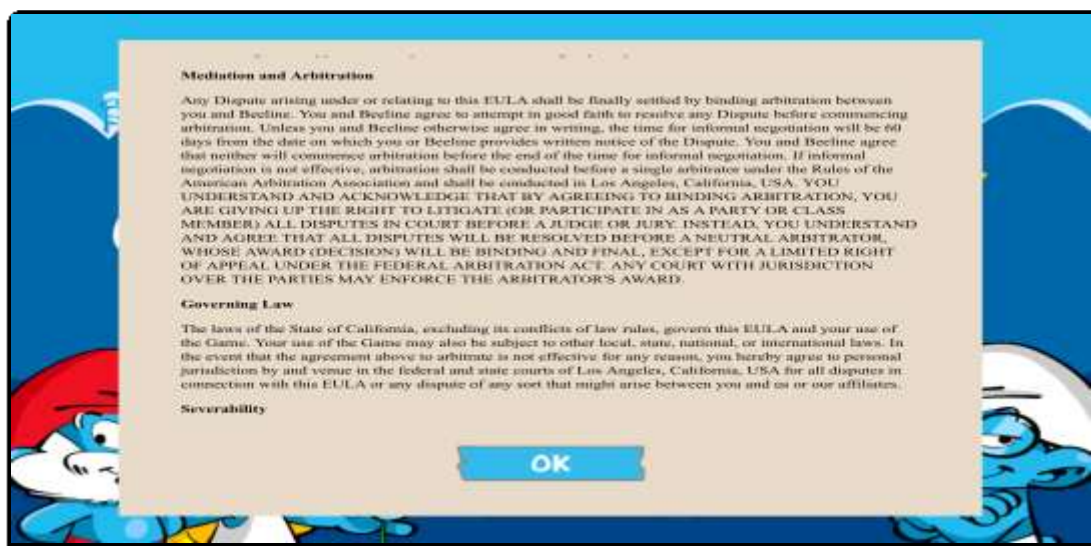 Mediation and Arbitration
Any Dispute arising under or relating to this EULA shall be finally settled by binding arbitration between
you and Beeline. You and Beeline agree to attempt in good faith to resolve any Dispute before commencing
arbitration. Unless you and Beeline otherwise agree in writing, the time for informal negotiation will be 60
days from the date on which you or Beeline provides written notice of the Dispute. You and Beeline agree
that neither will commence arbitration before the end of the time for informal negotiation. If informal
negotiation is not effective, arbitration shall be conducted before a single arbitrator under the Rules of the
American Arbitration Association and shall be conducted in Los Angeles, California, USA. YOU
UNDERSTAND AND ACKNOWLEDGE THAT BY AGREEING TO BINDING ARBITRATION, YOU
ARE GIVING UP THE RIGHT TO LITIGATE (OR PARTICIPATE IN AS A PARTY OR CLASS
MEMBER) ALL DISPUTES IN COURT BEFORE A JUDGE OR JURY. INSTEAD, YOU UNDERSTAND
AND AGREE THAT ALL DISPUTES WILL BE RESOLVED BEFORE A NEUTRAL ARBITRATOR,
WHOSE AWARD (DECISION) WILL BE BINDING AND FINAL, EXCEPT FOR A LIMITED RIGHT
OF APPEAL UNDER THE FEDERAL ARBITRATION ACT. ANY COURT WITH JURISDICTION
OVER THE PARTIES MAY ENFORCE THE ARBITRATOR'S AWARD.
Governing Law
The laws of the State of California, excluding its conflicts of law rules, govern this EULA and your use of
the Game. Your use of the Game may also be subject to other local, state, national, or international laws. In
the event that the agreement above to arbitrate is not effective for any reason, you hereby agree to personal
jurisdiction by and venue in the federal and state courts of Los Angeles, California, USA for all disputes in
connection with this EULA or any dispute of any sort that might arise between you and us or our affiliates.
Severability
OK